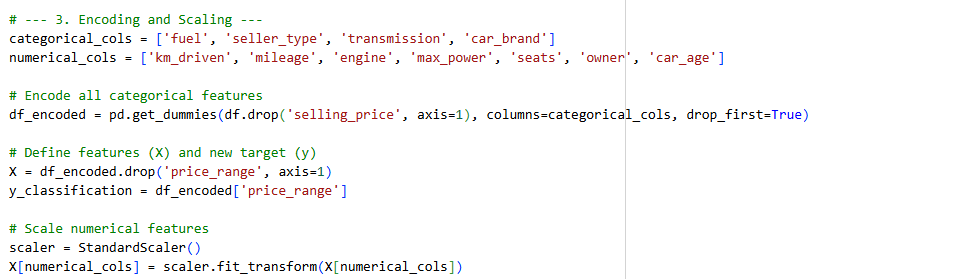 # --- 3. Encoding and Scaling ---
categorical_cols = ['fuel', 'seller_type', 'transmission', 'car_brand']
numerical_cols = ['km_driven', 'mileage', 'engine', 'max_power', 'seats', 'owner', 'car_age']
# Encode all categorical features
df_encoded = pd.get_dummies(df.drop('selling_price', axis=1), columns=categorical_cols, drop_first=True)
# Define features (X) and new target (y)
X = df_encoded.drop('price_range', axis=1)
y_classification = df_encoded['price_range']
# Scale numerical features
scaler = StandardScaler()
X[numerical_cols] = scaler.fit_transform(X[numerical_cols])